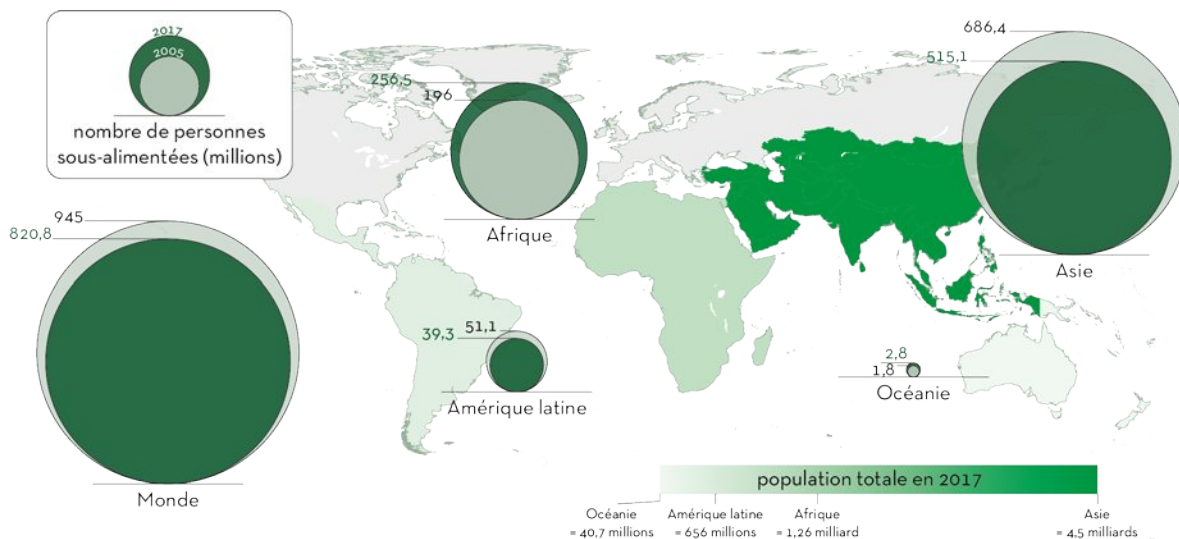 2017
2005
nombre de personnes
sous-alimentées (millions)
945
820,8
Monde
256,5
196
Afrique
51,1
39,3
Amérique latine
686,4
515,1
Asie
2,8
1,8
Océanie
population totale en 2017
Océanie
= 40,7 millions
Amérique latine
= 656 millions
Afrique
= 1,26 milliard
Asie
= 4,5 milliards